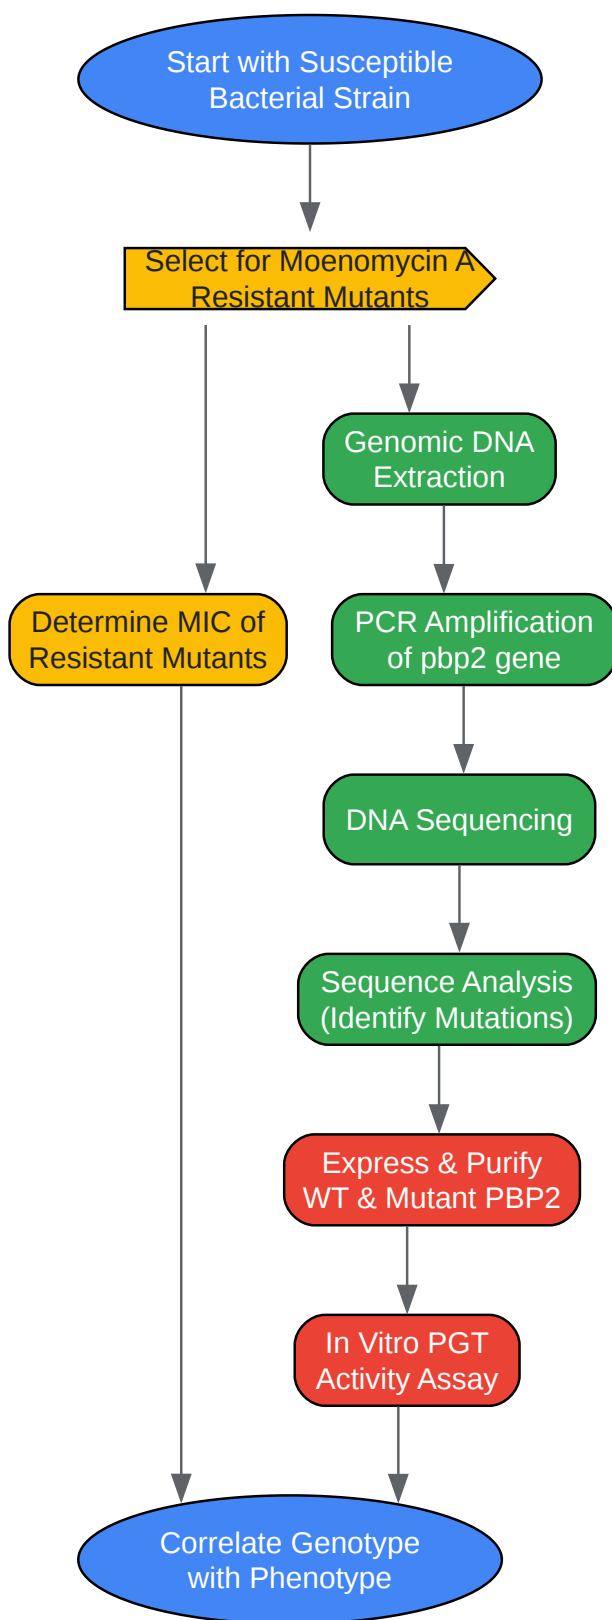 Start with Susceptible
Bacterial Strain
Select for Moenomycin A
Resistant Mutants
Genomic DNA
Extraction
Determine MIC of
Resistant Mutants
PCR Amplification
of pbp2 gene
DNA Sequencing
Sequence Analysis
(Identify Mutations)
Express & Purify
WT & Mutant PBP2
In Vitro PGT
Activity Assay
Correlate Genotype
with Phenotype